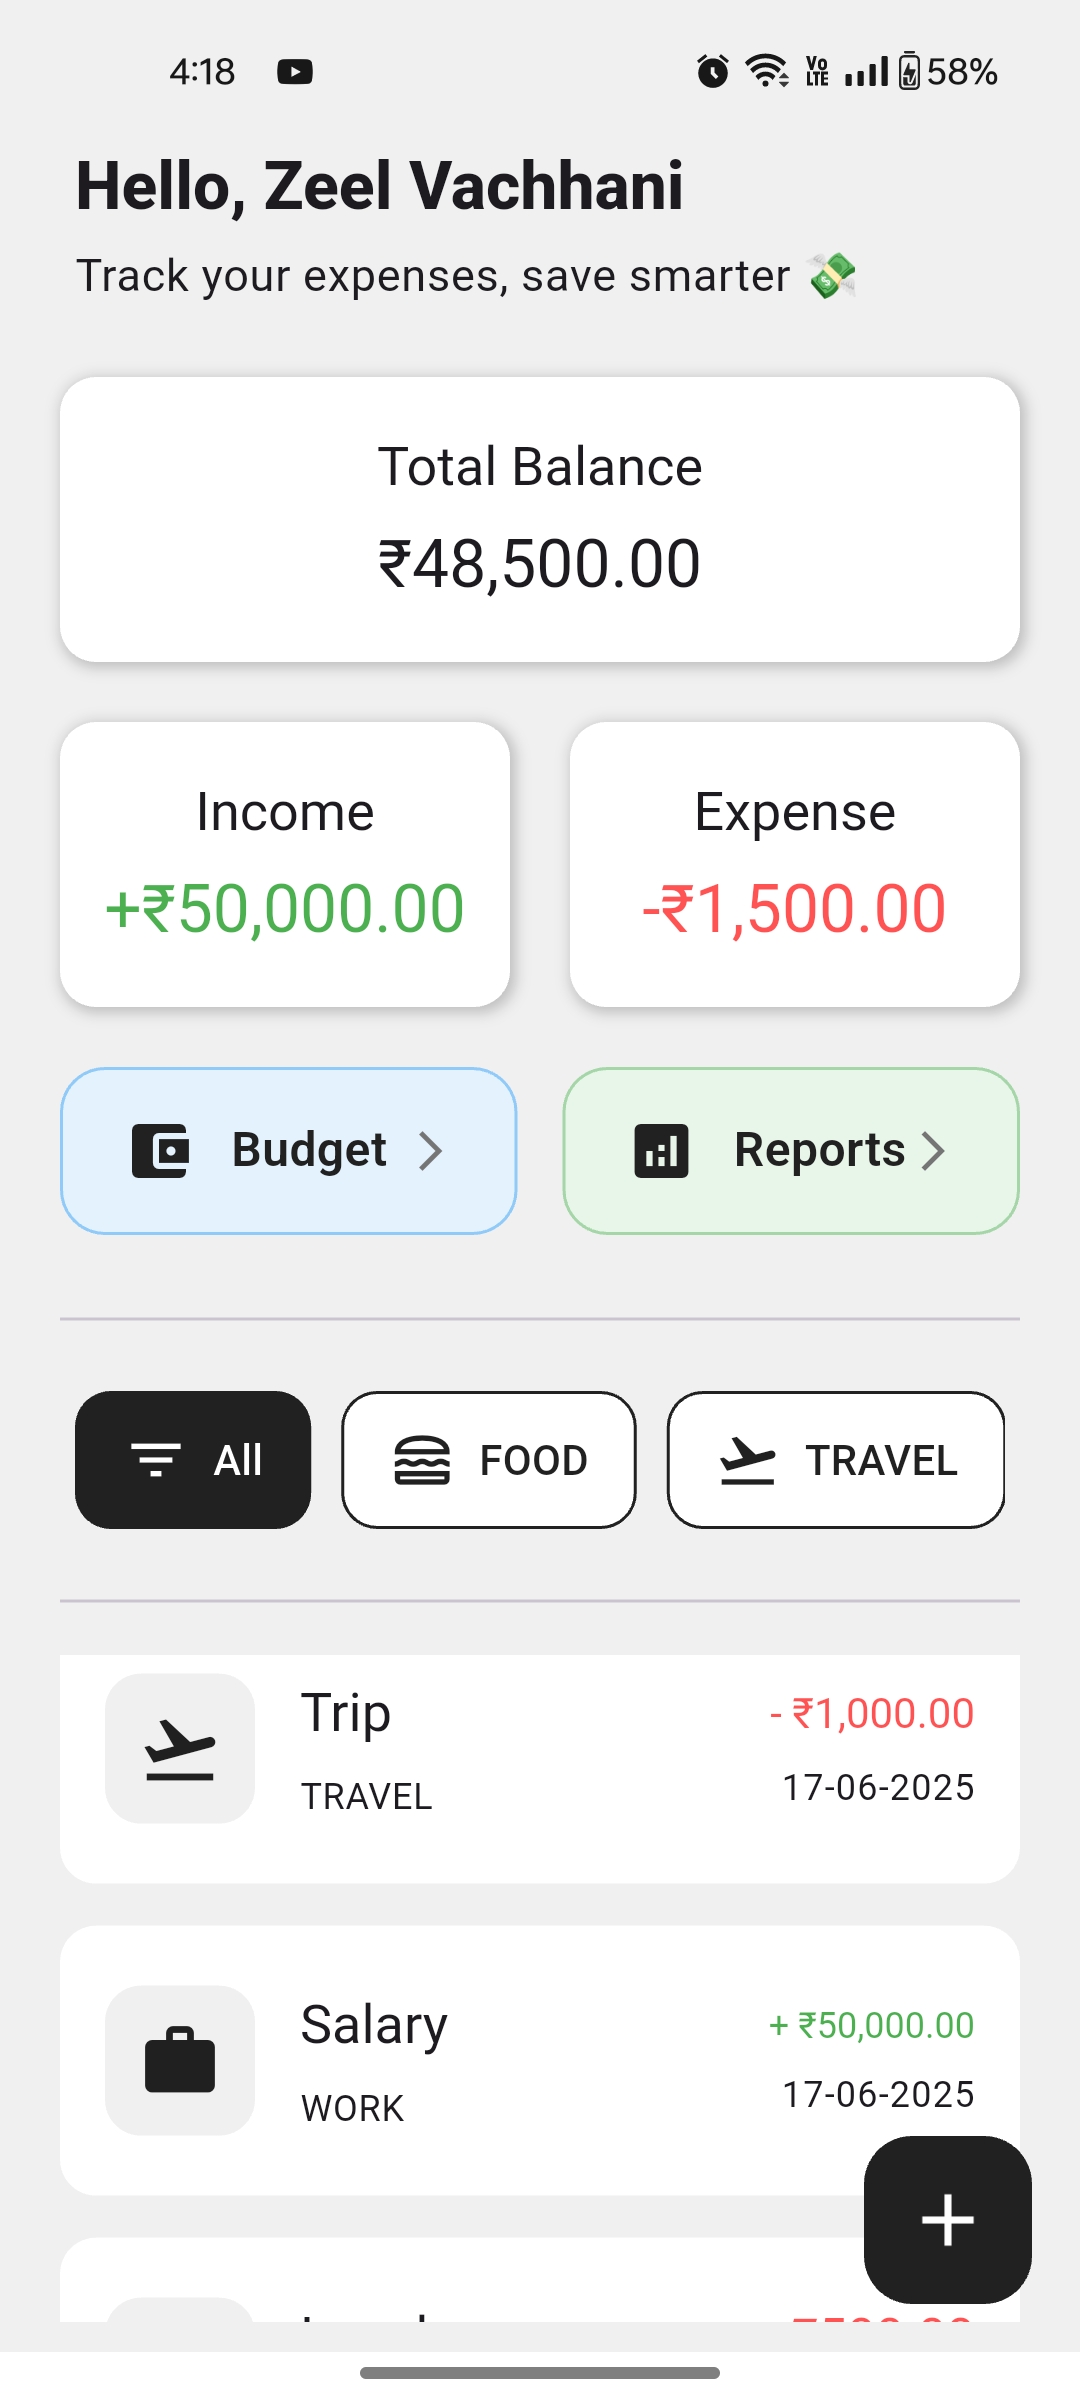 4:18 58%
Hello, Zeel Vachhani
Track your expenses, save smarter 💸
Total Balance
₹48,500.00
Income
+₹50,000.00
Expense
-₹1,500.00
Budget
Reports
All
FOOD
TRAVEL
Trip
- ₹1,000.00
TRAVEL
17-06-2025
Salary
+ ₹50,000.00
WORK
17-06-2025